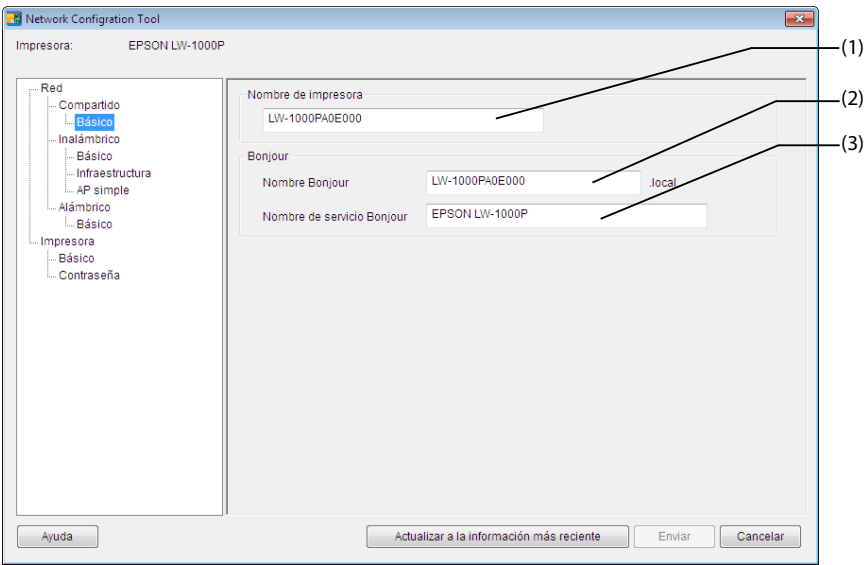 Network Configration Tool
Impresora: EPSON LW-1000P
(1)
(2)
(3)
Red
Compartido
Básico
Inalámbrico
Básico
Infraestructura
AP simple
Alámbrico
Básico
Impresora
Básico
Contraseña
Nombre de impresora
LW-1000PA0E000
Bonjour
Nombre Bonjour LW-1000PA0E000 .local
Nombre de servicio Bonjour EPSON LW-1000P
Ayuda Actualizar a la información más reciente Enviar Cancelar